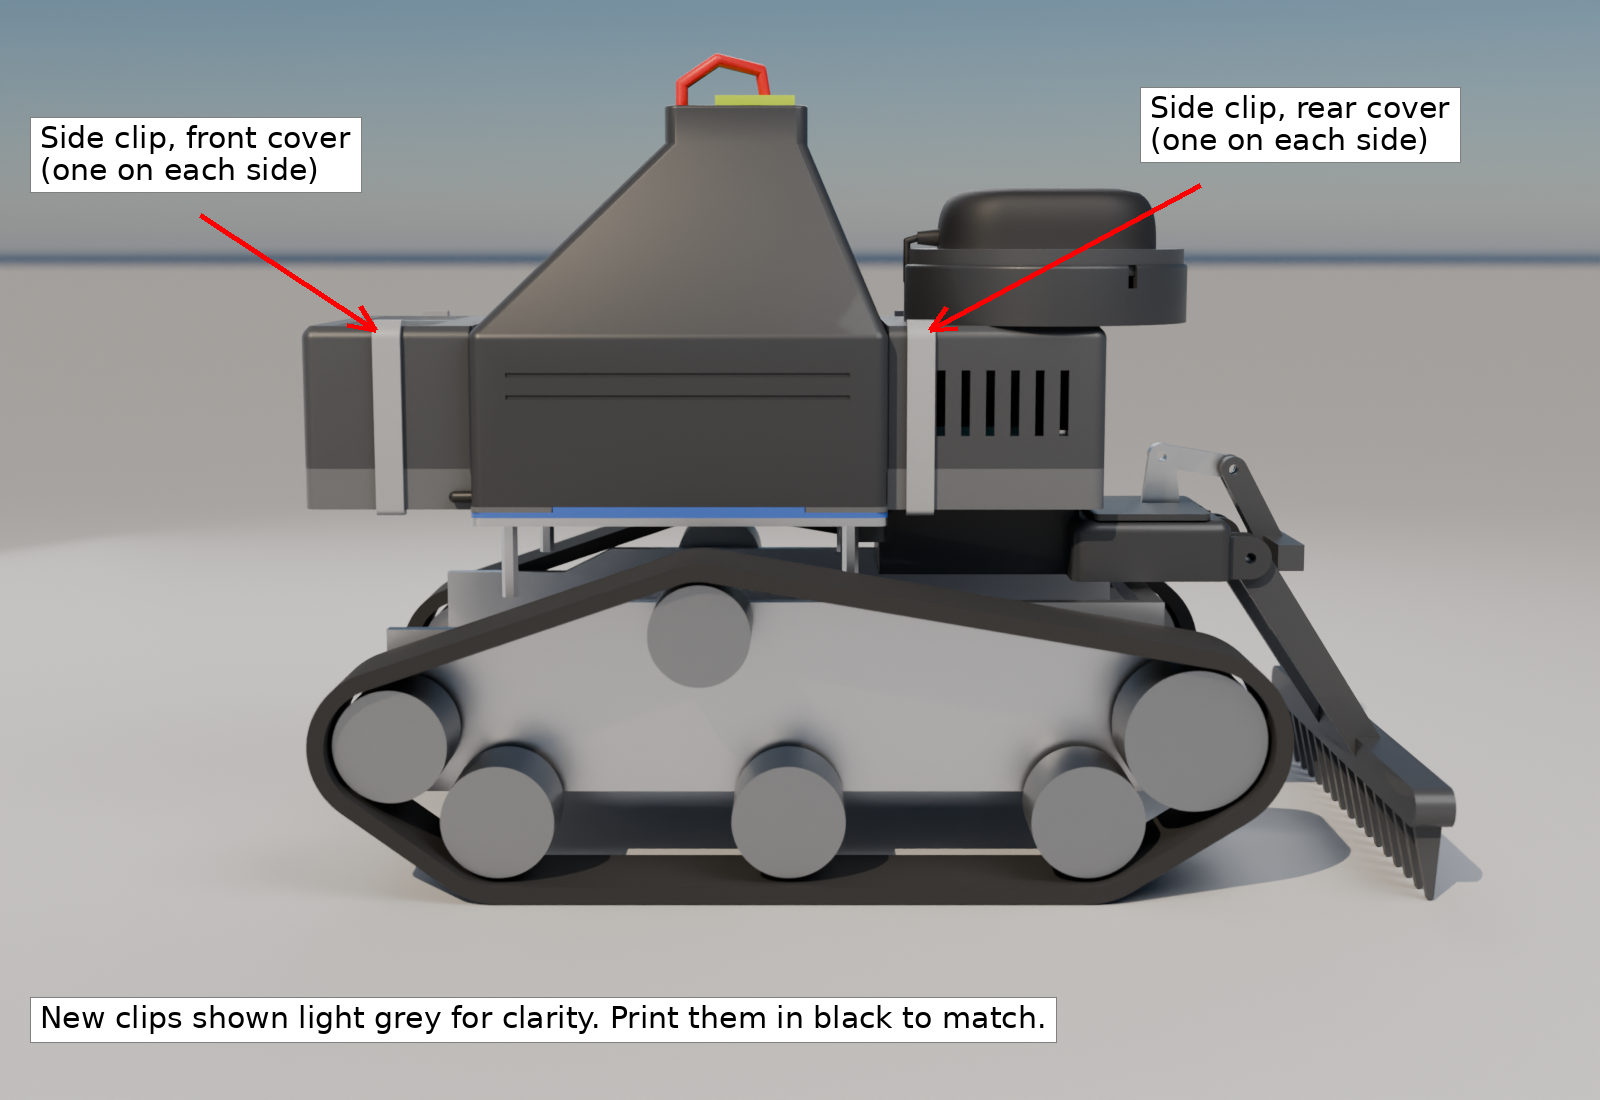 Side clip, rear cover
(one on each side)
Side clip, front cover
(one on each side)
New clips shown light grey for clarity. Print them in black to match.